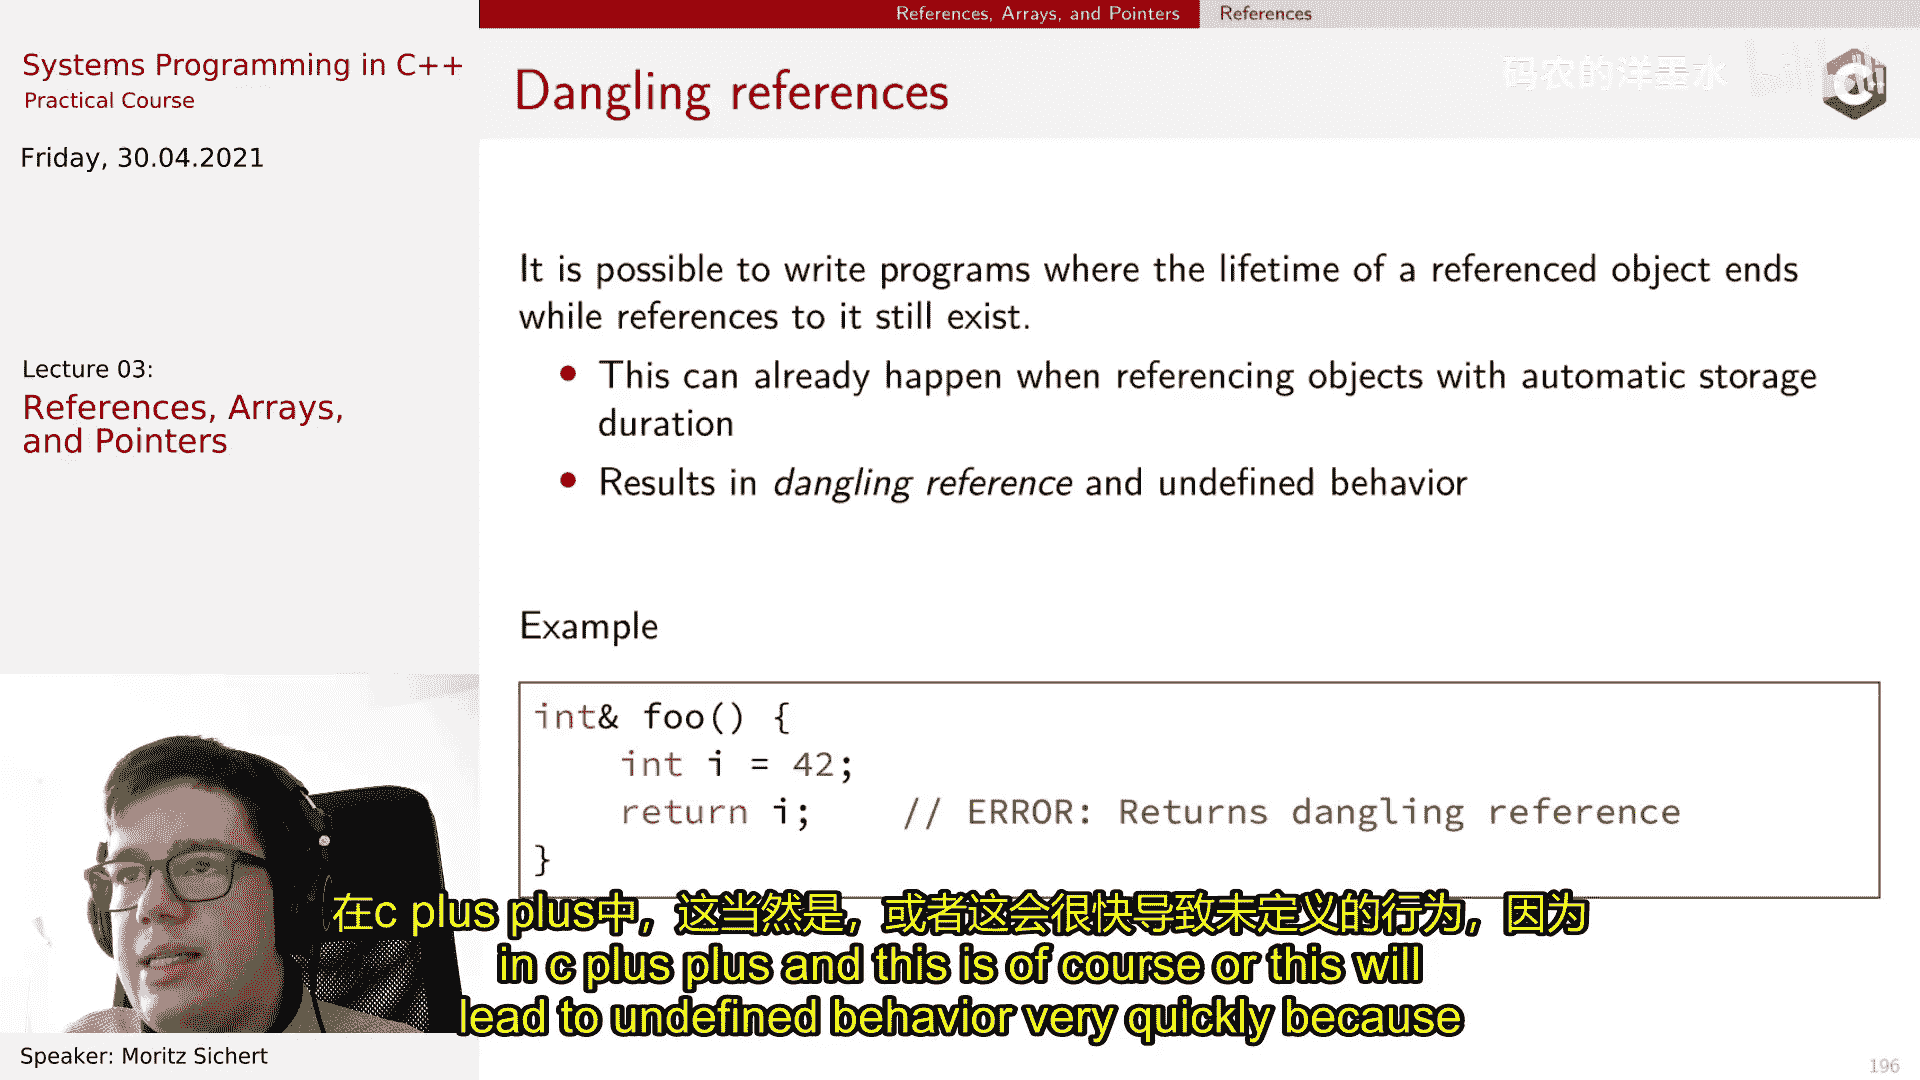 References, Arrays, and Pointers
References
Systems Programming in C++
Practical Course
Friday, 30.04.2021
Lecture 03:
References, Arrays,
and Pointers
Dangling references
码农的洋墨水
It is possible to write programs where the lifetime of a referenced object ends
while references to it still exist.
• This can already happen when referencing objects with automatic storage
duration
• Results in dangling reference and undefined behavior
Example
int& foo() {
int i = 42;
return i; // ERROR: Returns dangling reference
}
在c plus plus中，这当然是，或者这会很快导致未定义的行为，因为
in c plus plus and this is of course or this will
lead to undefined behavior very quickly because
Speaker: Moritz Sichert
196